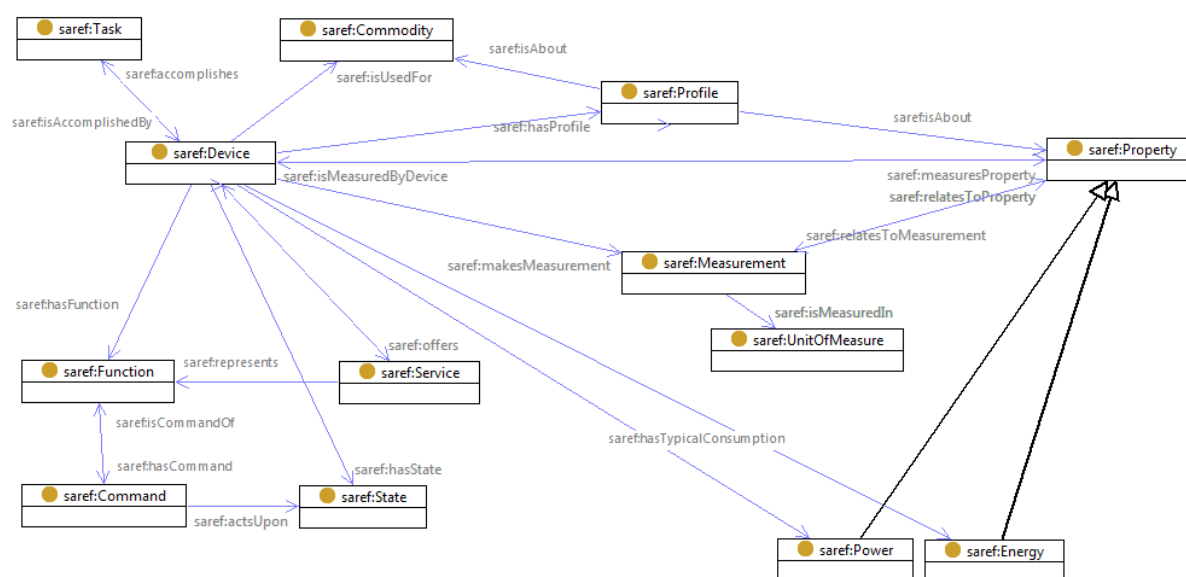 saref:Task
saref:Commodity
saref:isAbout
saref:accomplishes
saref:isUsedFor
saref:Profile
saref:isAccomplishedBy
saref:hasProfile
saref:isAbout
saref:Device
saref:Property
saref:isMeasuredByDevice
saref:measuresProperty
saref:relatesToProperty
saref:relatesToMeasurement
saref:makesMeasurement
saref:Measurement
saref:hasFunction
saref:isMeasuredIn
saref:UnitOfMeasure
saref:offers
saref:represents
saref:Function
saref:Service
saref:isCommandOf
saref:hasTypicalConsumption
saref:hasCommand
saref:hasState
saref:Command
saref:State
saref:actsUpon
saref:Power
saref:Energy